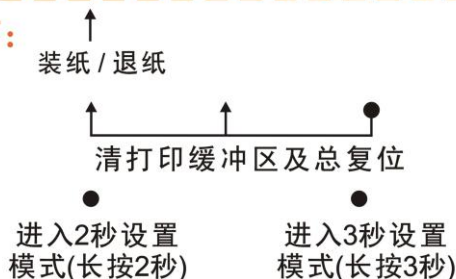 :
装纸 / 退纸
清打印缓冲区及总复位
进入2秒设置
模式(长按2秒)
进入3秒设置
模式(长按3秒)